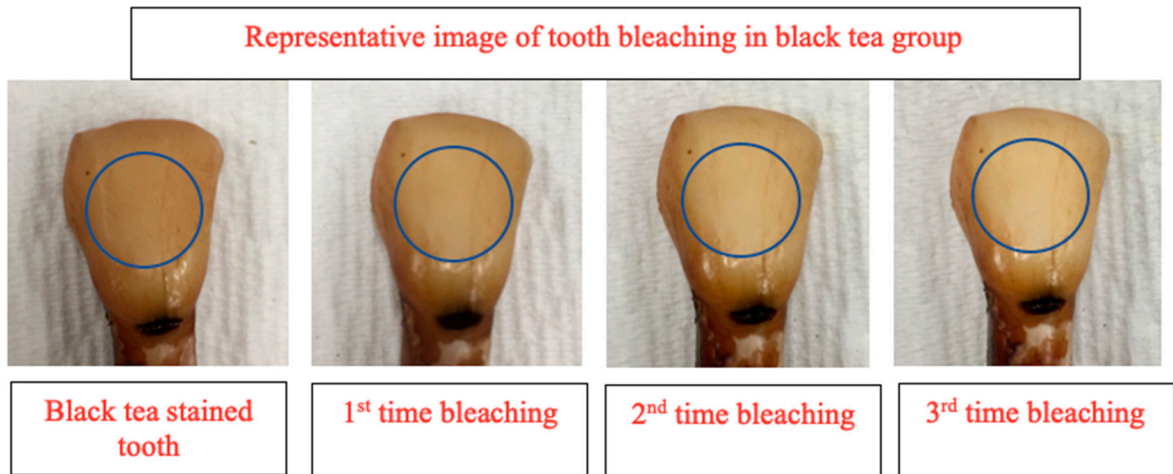 Representative image of tooth bleaching in black tea group
Black tea stained
tooth
1st time bleaching
2nd time bleaching
3rd time bleaching